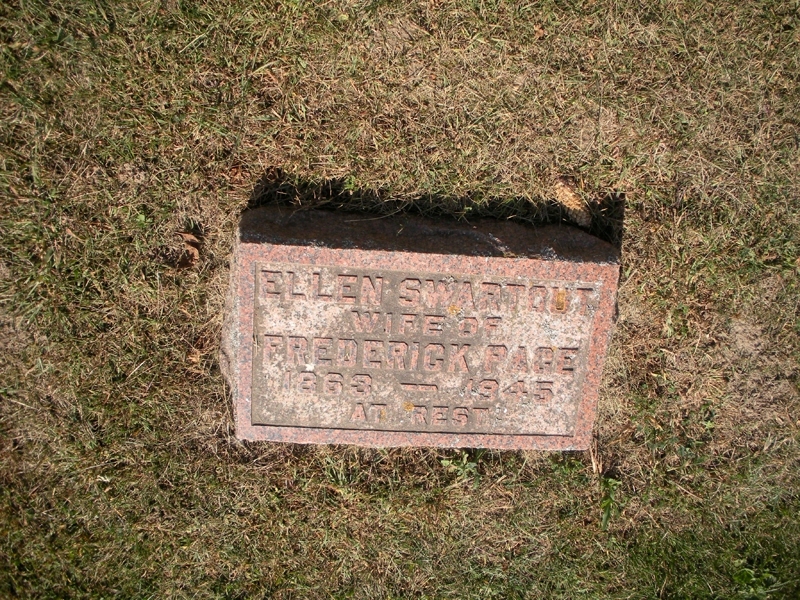 ELLEN SWARTOUT
WIFE OF
FREDERICK PAGE
1863 — 1945
AT REST